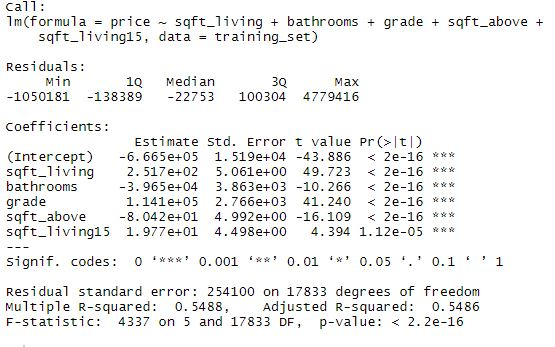 Call:
lm(formula = price ~ sqft_living + bathrooms + grade + sqft_above +
    sqft_living15, data = training_set)
Residuals:
     Min       1Q   Median       3Q      Max
-1050181  -138389   -22753   100304  4779416
Coefficients:
                Estimate Std. Error t value Pr(>|t|)
(Intercept)   -6.665e+05  1.519e+04 -43.886  < 2e-16 ***
sqft_living    2.517e+02  5.061e+00  49.723  < 2e-16 ***
bathrooms     -3.965e+04  3.863e+03 -10.266  < 2e-16 ***
grade          1.141e+05  2.766e+03  41.240  < 2e-16 ***
sqft_above    -8.042e+01  4.992e+00 -16.109  < 2e-16 ***
sqft_living15  1.977e+01  4.498e+00   4.394 1.12e-05 ***
---
Signif. codes:  0 ‘***’ 0.001 ‘**’ 0.01 ‘*’ 0.05 ‘.’ 0.1 ‘ ’ 1
Residual standard error: 254100 on 17833 degrees of freedom
Multiple R-squared:  0.5488,    Adjusted R-squared:  0.5486
F-statistic:  4337 on 5 and 17833 DF,  p-value: < 2.2e-16